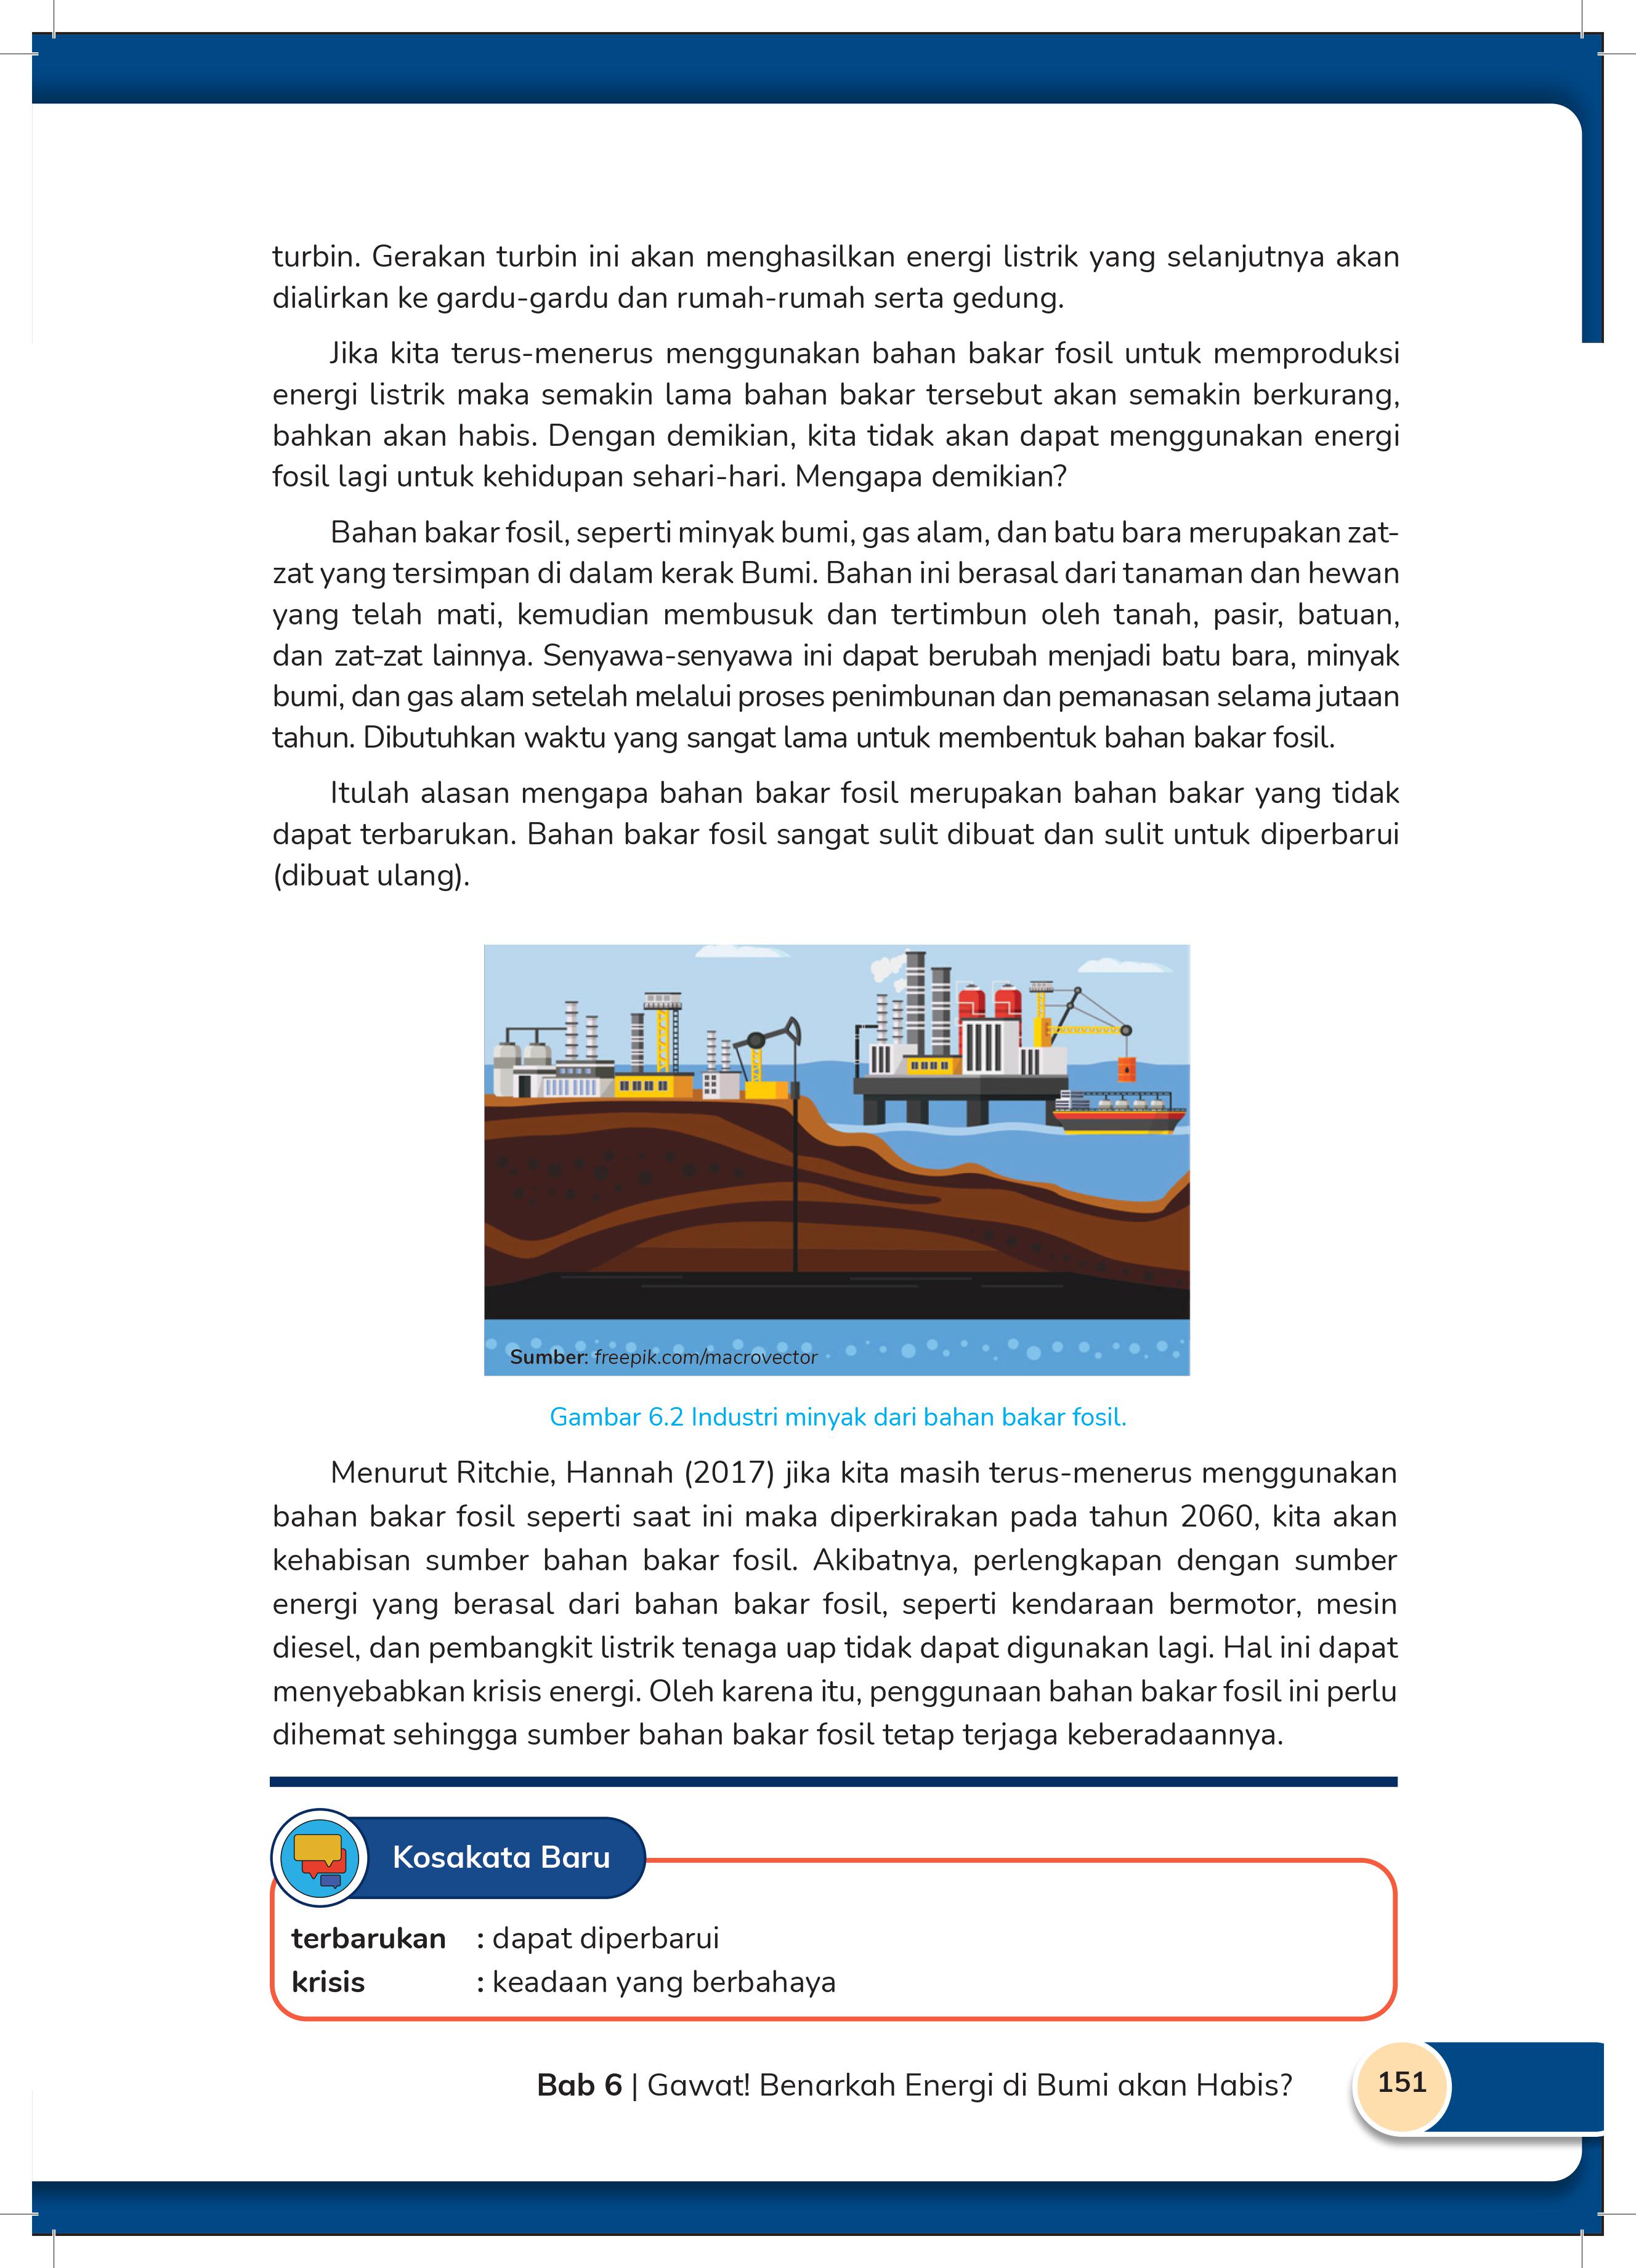 turbin. Gerakan turbin ini akan menghasilkan energi listrik yang selanjutnya akan
dialirkan ke gardu-gardu dan rumah-rumah serta gedung.
Jika kita terus-menerus menggunakan bahan bakar fosil untuk memproduksi
energi listrik maka semakin lama bahan bakar tersebut akan semakin berkurang,
bahkan akan habis. Dengan demikian, kita tidak akan dapat menggunakan energi
fosil lagi untuk kehidupan sehari-hari. Mengapa demikian?
Bahan bakar fosil, seperti minyak bumi, gas alam, dan batu bara merupakan zat-
zat yang tersimpan di dalam kerak Bumi. Bahan ini berasal dari tanaman dan hewan
yang telah mati, kemudian membusuk dan tertimbun oleh tanah, pasir, batuan,
dan zat-zat lainnya. Senyawa-senyawa ini dapat berubah menjadi batu bara, minyak
bumi, dan gas alam setelah melalui proses penimbunan dan pemanasan selama jutaan
tahun. Dibutuhkan waktu yang sangat lama untuk membentuk bahan bakar fosil.
Itulah alasan mengapa bahan bakar fosil merupakan bahan bakar yang tidak
dapat terbarukan. Bahan bakar fosil sangat sulit dibuat dan sulit untuk diperbarui
(dibuat ulang).
Sumber: freepik.com/macrovector
Gambar 6.2 Industri minyak dari bahan bakar fosil.
Menurut Ritchie, Hannah (2017) jika kita masih terus-menerus menggunakan
bahan bakar fosil seperti saat ini maka diperkirakan pada tahun 2060, kita akan
kehabisan sumber bahan bakar fosil. Akibatnya, perlengkapan dengan sumber
energi yang berasal dari bahan bakar fosil, seperti kendaraan bermotor, mesin
diesel, dan pembangkit listrik tenaga uap tidak dapat digunakan lagi. Hal ini dapat
menyebabkan krisis energi. Oleh karena itu, penggunaan bahan bakar fosil ini perlu
dihemat sehingga sumber bahan bakar fosil tetap terjaga keberadaannya.
Kosakata Baru
terbarukan : dapat diperbarui
krisis : keadaan yang berbahaya
Bab 6 | Gawat! Benarkah Energi di Bumi akan Habis?
151